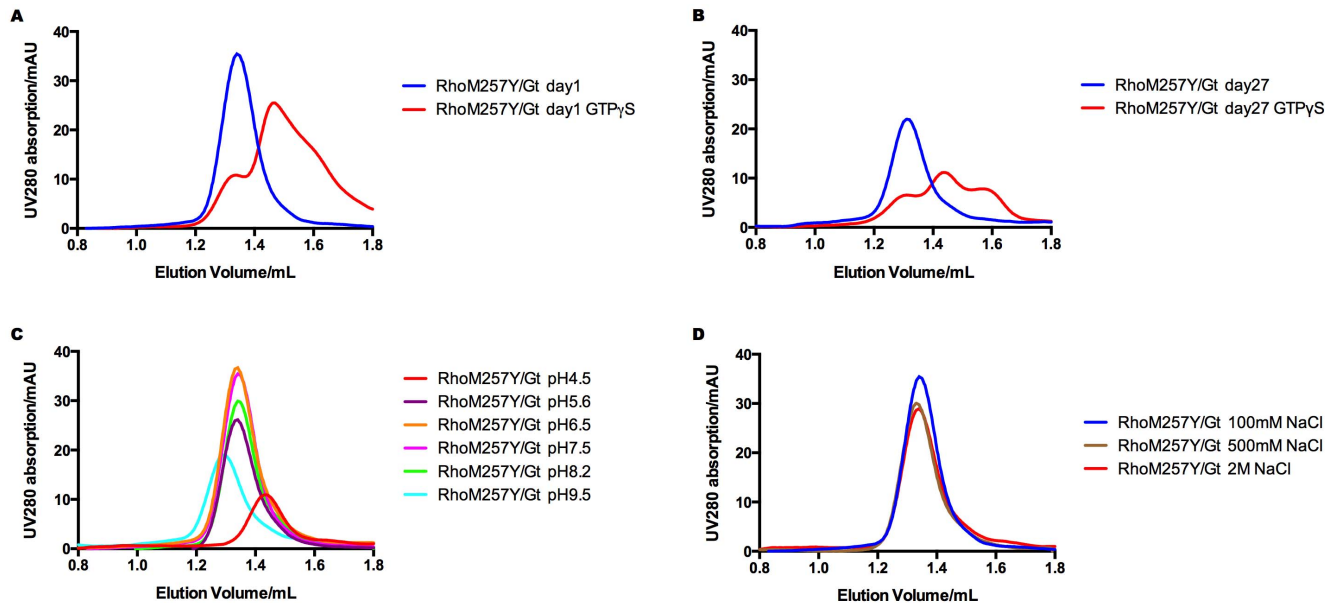 A
UV280 absorption/mAU
40
30
20
10
0
0.8 1.0 1.2 1.4 1.6 1.8
Elution Volume/mL
RhoM257Y/Gt day1
RhoM257Y/Gt day1 GTPγS
B
UV280 absorption/mAU
40
30
20
10
0
0.8 1.0 1.2 1.4 1.6 1.8
Elution Volume/mL
RhoM257Y/Gt day27
RhoM257Y/Gt day27 GTPγS
C
UV280 absorption/mAU
40
30
20
10
0
0.8 1.0 1.2 1.4 1.6 1.8
Elution Volume/mL
RhoM257Y/Gt pH4.5
RhoM257Y/Gt pH5.6
RhoM257Y/Gt pH6.5
RhoM257Y/Gt pH7.5
RhoM257Y/Gt pH8.2
RhoM257Y/Gt pH9.5
D
UV280 absorption/mAU
40
30
20
10
0
0.8 1.0 1.2 1.4 1.6 1.8
Elution Volume/mL
RhoM257Y/Gt 100mM NaCl
RhoM257Y/Gt 500mM NaCl
RhoM257Y/Gt 2M NaCl